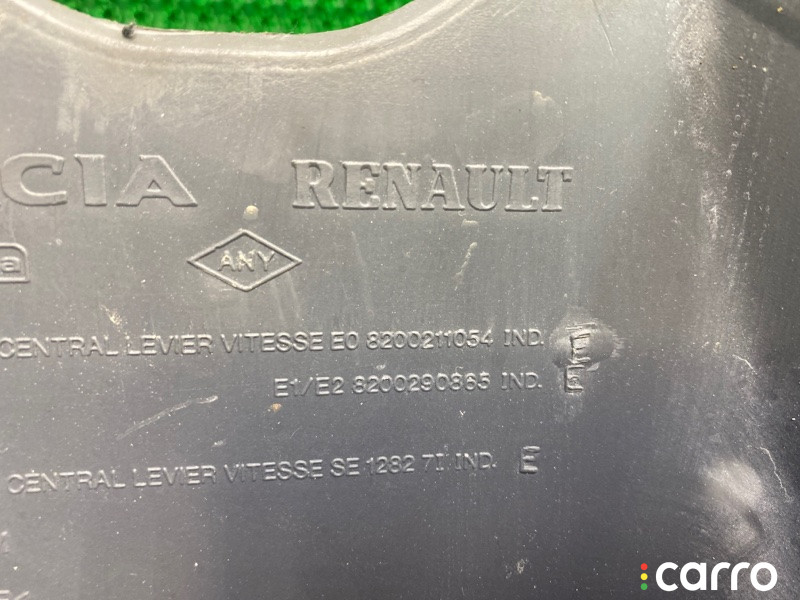 CIA RENAULT
a
ANY
CENTRAL LEVIER VITESSE E0 8200211054 IND. E
E1/E2 8200290865 IND. E
CENTRAL LEVIER VITESSE SE 1282 7I IND. E
carro